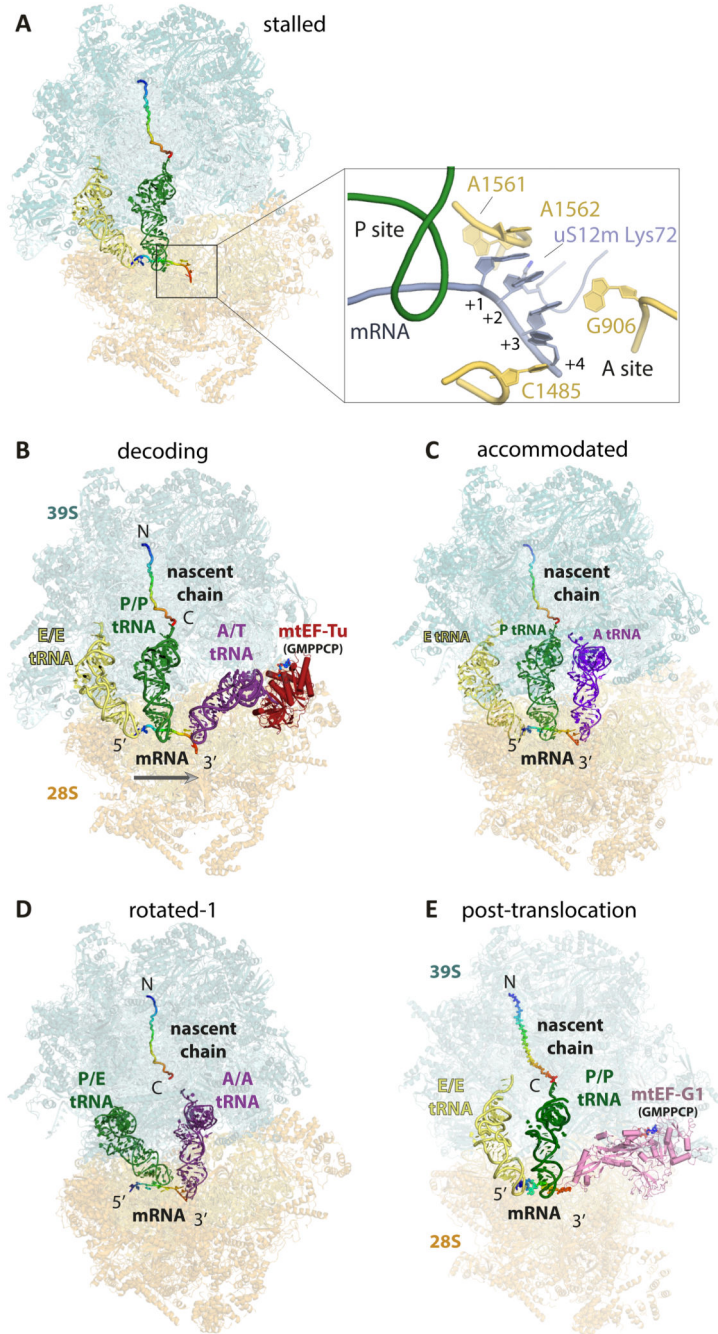 A
stalled
A1561
A1562
P site
uS12m Lys72
+1
+2
mRNA
G906
+3
+4
A site
C1485
B
decoding
39S
N
nascent
chain
P/P
tRNA
C
E/E
tRNA
A/T
tRNA
mtEF-Tu
(GMPPCP)
5′
mRNA
3′
28S
C
accommodated
nascent
chain
E tRNA
P tRNA
A tRNA
5′
mRNA
3′
D
rotated-1
N
nascent
chain
P/E
tRNA
C
A/A
tRNA
5′
mRNA
3′
E
post-translocation
39S
N
nascent
chain
E/E
tRNA
C
P/P
tRNA
mtEF-G1
(GMPPCP)
5′
mRNA
3′
28S